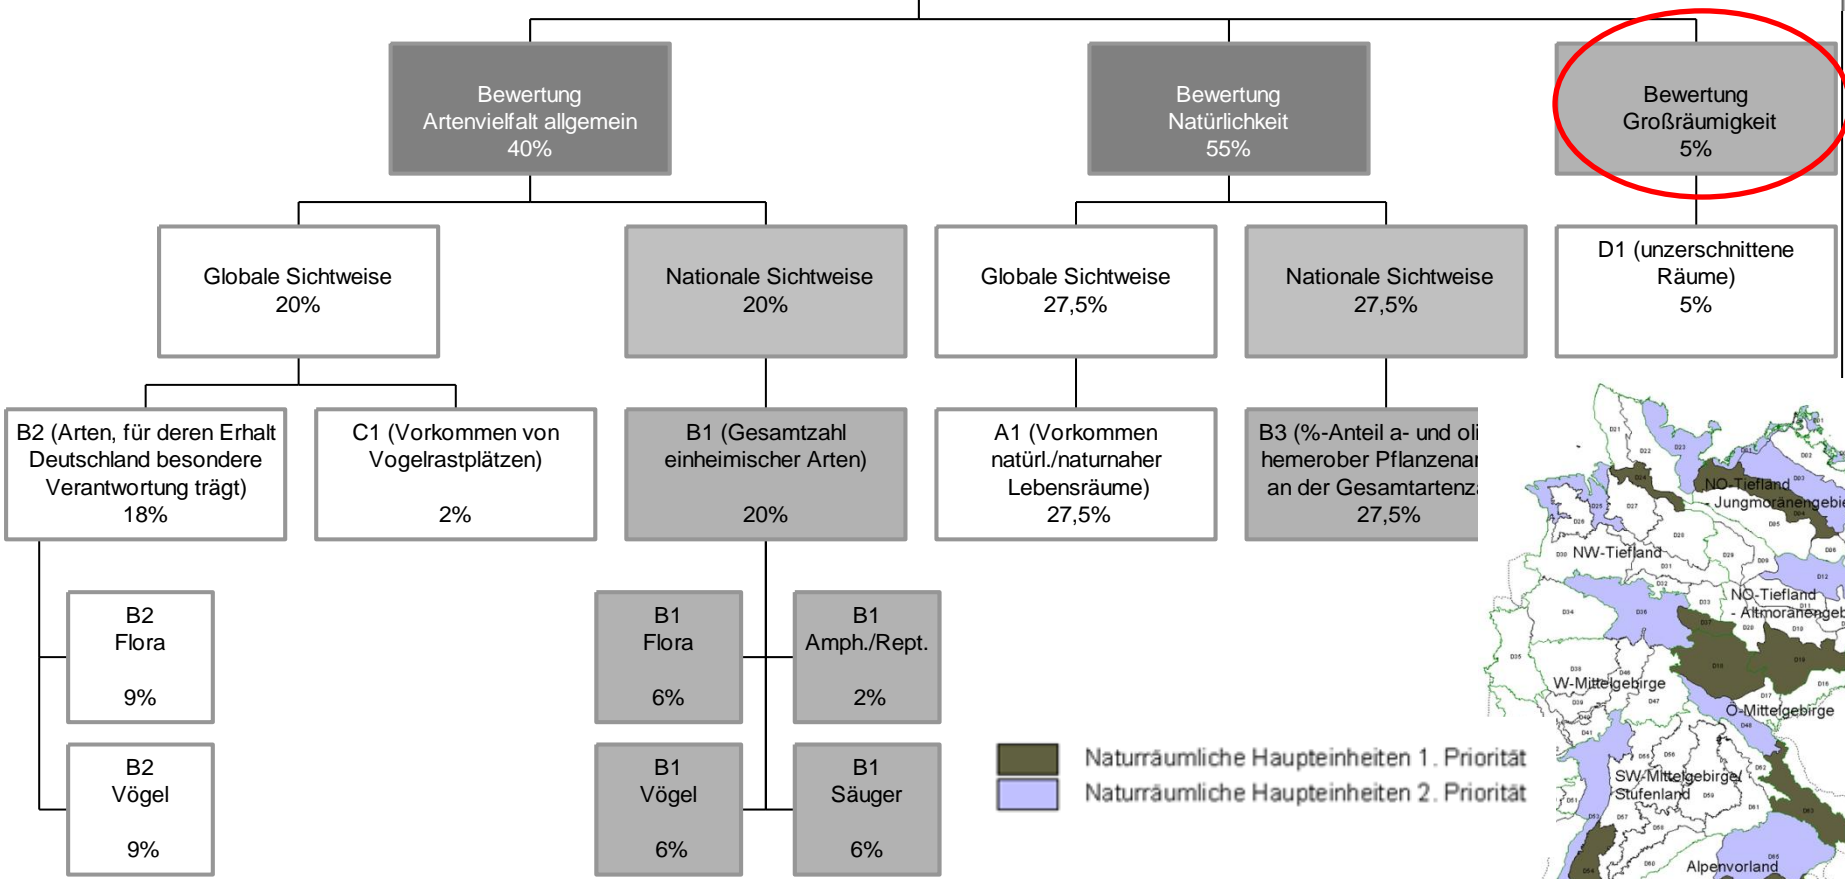 Bewertung
Artenvielfalt allgemein
40%
Bewertung
Natürlichkeit
55%
Bewertung
Großräumigkeit
5%
Globale Sichtweise
20%
Nationale Sichtweise
20%
Globale Sichtweise
27,5%
Nationale Sichtweise
27,5%
D1 (unzerschnittene
Räume)
5%
B2 (Arten, für deren Erhalt
Deutschland besondere
Verantwortung trägt)
18%
C1 (Vorkommen von
Vogelrastplätzen)
2%
B1 (Gesamtzahl
einheimischer Arten)
20%
A1 (Vorkommen
natürl./naturnaher
Lebensräume)
27,5%
B3 (%-Anteil a- und oli
hemerober Pflanzenar
an der Gesamtartenza
27,5%
B2
Flora
9%
B2
Vögel
9%
B1
Flora
6%
B1
Amph./Rept.
2%
B1
Vögel
6%
B1
Säuger
6%
Naturräumliche Haupteinheiten 1. Priorität
Naturräumliche Haupteinheiten 2. Priorität
NO-Tiefland
- Jungmoränengebie
NW-Tiefland
NO-Tiefland
- Altmoränengeb
W-Mittelgebirge
O-Mittelgebirge
SW-Mittelgebirge/
Stufenland
Alpenvorland